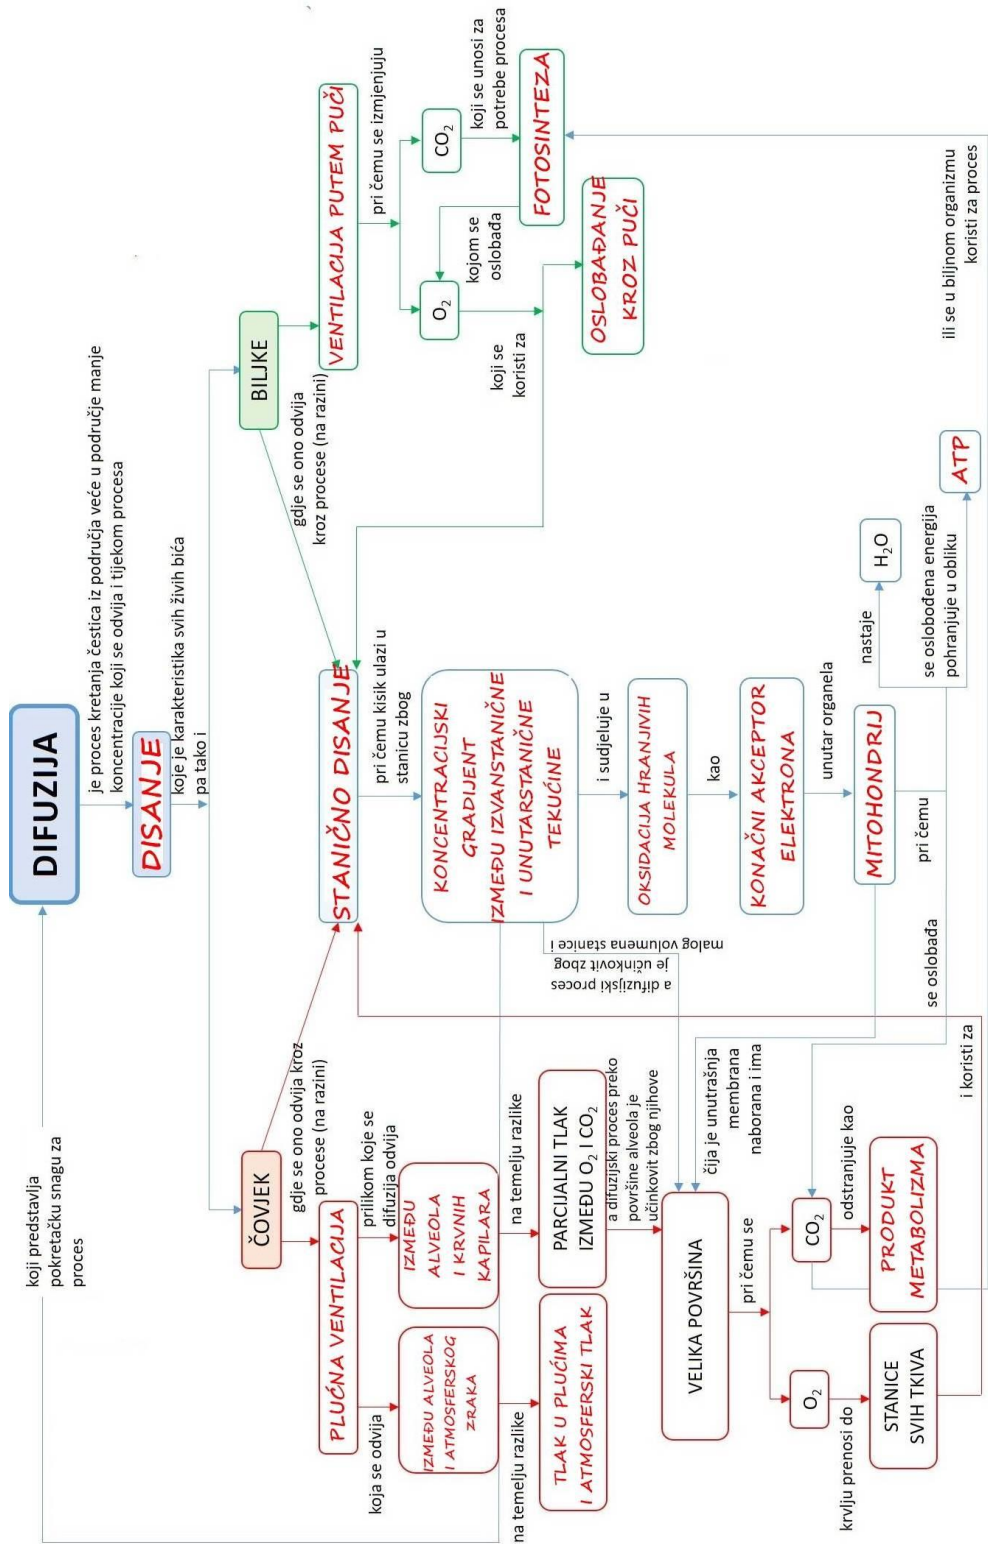 DIFUZIJA
koji predstavlja
pokretačku snagu za
proces
je proces kretanja čestica iz područja veće u područje manje
koncentracije koji se odvija i tijekom procesa
DISANJE
koje je karakteristika svih živih bića
pa tako i
ČOVJEK
BILJKE
gdje se ono odvija kroz
procese (na razini)
gdje se ono odvija
kroz procese (na razini)
PLUĆNA VENTILACIJA
STANIČNO DISANJE
VENTILACIJA PUTEM PUČI
koja se odvija
prilikom koje se
difuzija odvija
pri čemu kisik ulazi u
stanicu zbog
pri čemu se izmjenjuju
IZMEĐU ALVEOLA
I ATMOSFERSKOG
ZRAKA
IZMEĐU
ALVEOLA
I KRVNIH
KAPILARA
KONCENTRACIJSKI
GRADIJENT
IZMEĐU IZVANSTANIČNE
I UNUTARSTANIČNE
TEKUĆINE
O₂
CO₂
kojom se
oslobađa
koji se unosi za
potrebe procesa
na temelju razlike
na temelju razlike
a difuzijski proces
je učinkovit zbog
malog volumena stanice i
i sudjeluje u
koji se
koristi za
FOTOSINTEZA
TLAK U PLUĆIMA
I ATMOSFERSKI TLAK
PARCIJALNI TLAK
IZMEĐU O₂ I CO₂
OKSIDACIJA HRANJIVIH
MOLEKULA
OSLOBAĐANJE
KROZ PUČI
a difuzijski proces preko
površine alveola je
učinkovit zbog njihove
kao
VELIKA POVRŠINA
čija je unutrašnja
membrana
naborana i ima
KONAČNI AKCEPTOR
ELEKTRONA
unutar organela
pri čemu se
MITOHONDRIJ
nastaje
H₂O
O₂
CO₂
pri čemu
krvlju prenosi do
odstranjuje kao
se oslobađa
se oslobođena energija
pohranjuje u obliku
ATP
STANICE
SVIH TKIVA
PRODUKT
METABOLIZMA
i koristi za
ili se u biljnom organizmu
koristi za proces